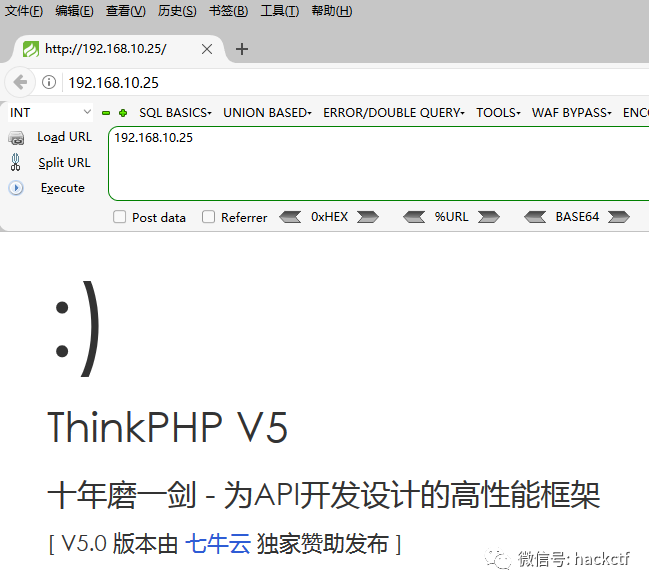 文件(F) 编辑(E) 查看(V) 历史(S) 书签(B) 工具(T) 帮助(H)
http://192.168.10.25/
192.168.10.25
INT SQL BASICS UNION BASED ERROR/DOUBLE QUERY TOOLS WAF BYPASS ENC
Load URL 192.168.10.25
Split URL
Execute
Post data Referrer 0xHEX %URL BASE64
:)
ThinkPHP V5
十年磨一剑 - 为API开发设计的高性能框架
[ V5.0 版本由 七牛云 独家赞助发布 ]
微信号: hackctf